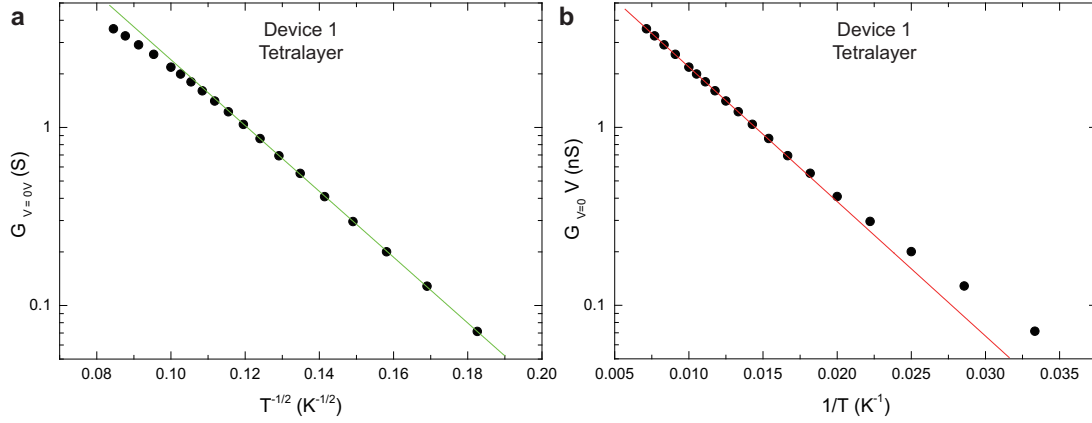 a
Device 1
Tetralayer
1
0.1
G V = 0V (S)
0.08 0.10 0.12 0.14 0.16 0.18 0.20
T-1/2 (K-1/2)
b
Device 1
Tetralayer
1
0.1
G V=0 V (nS)
0.005 0.010 0.015 0.020 0.025 0.030 0.035
1/T (K-1)